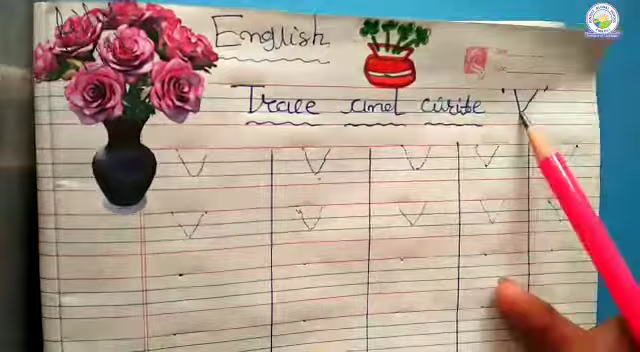 English
Trace and write "V"
V V V V
V V V V V